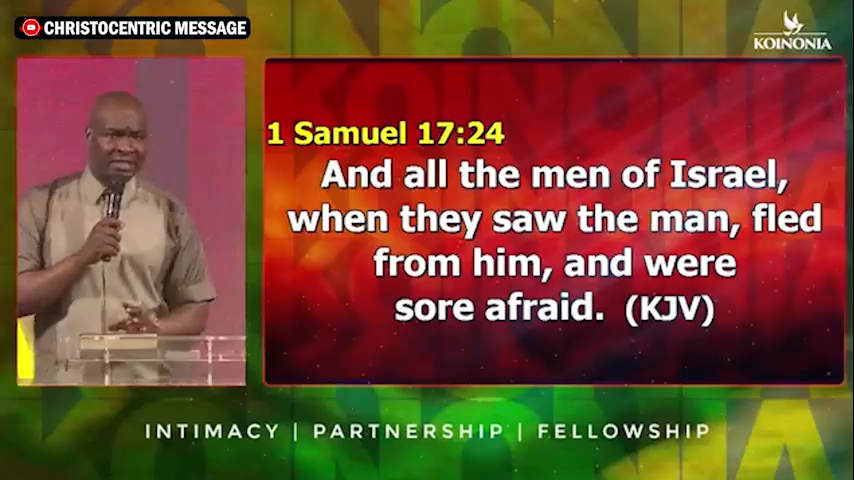 CHRISTOCENTRIC MESSAGE
KOINONIA
1 Samuel 17:24
And all the men of Israel,
when they saw the man, fled
from him, and were
sore afraid. (KJV)
INTIMACY | PARTNERSHIP | FELLOWSHIP